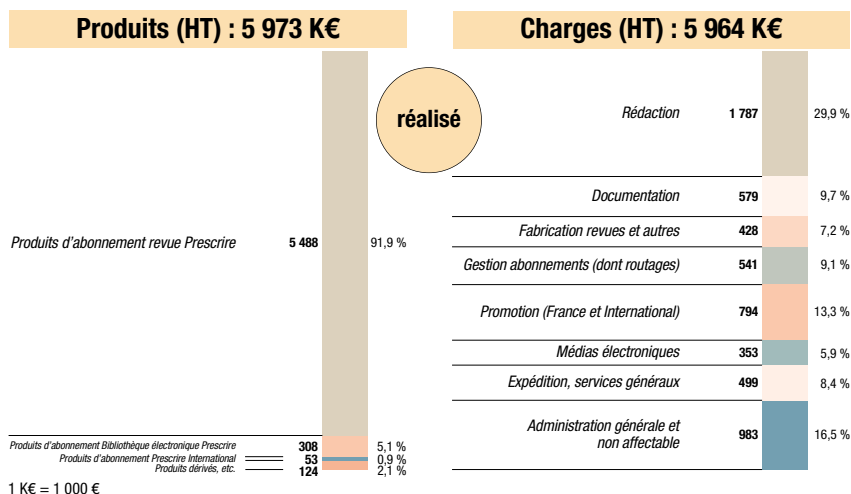 Produits (HT) : 5 973 K€
Produits d'abonnement revue Prescrire 5 488 91,9 %
Produits d'abonnement Bibliothèque électronique Prescrire 308 5,1 %
Produits d'abonnement Prescrire International 53 0,9 %
Produits dérivés, etc. 124 2,1 %
1 K€ = 1 000 €
réalisé
Charges (HT) : 5 964 K€
Rédaction 1 787 29,9 %
Documentation 579 9,7 %
Fabrication revues et autres 428 7,2 %
Gestion abonnements (dont routages) 541 9,1 %
Promotion (France et International) 794 13,3 %
Médias électroniques 353 5,9 %
Expédition, services généraux 499 8,4 %
Administration générale et
non affectable 983 16,5 %